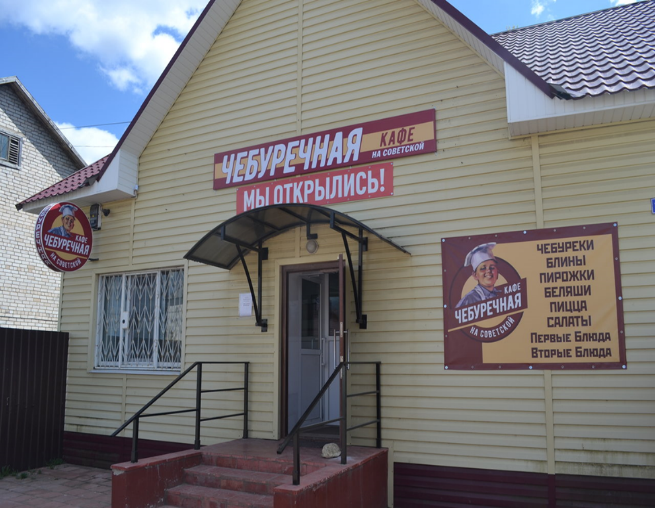 ЧЕБУРЕЧНАЯ
КАФЕ
НА СОВЕТСКОЙ
МЫ ОТКРЫЛИСЬ!
КАФЕ
ЧЕБУРЕЧНАЯ
НА СОВЕТСКОЙ
КАФЕ
ЧЕБУРЕЧНАЯ
НА СОВЕТСКОЙ
ЧЕБУРЕКИ
БЛИНЫ
ПИРОЖКИ
БЕЛЯШИ
ПИЦЦА
САЛАТЫ
ПЕРВЫЕ БЛЮДА
ВТОРЫЕ БЛЮДА